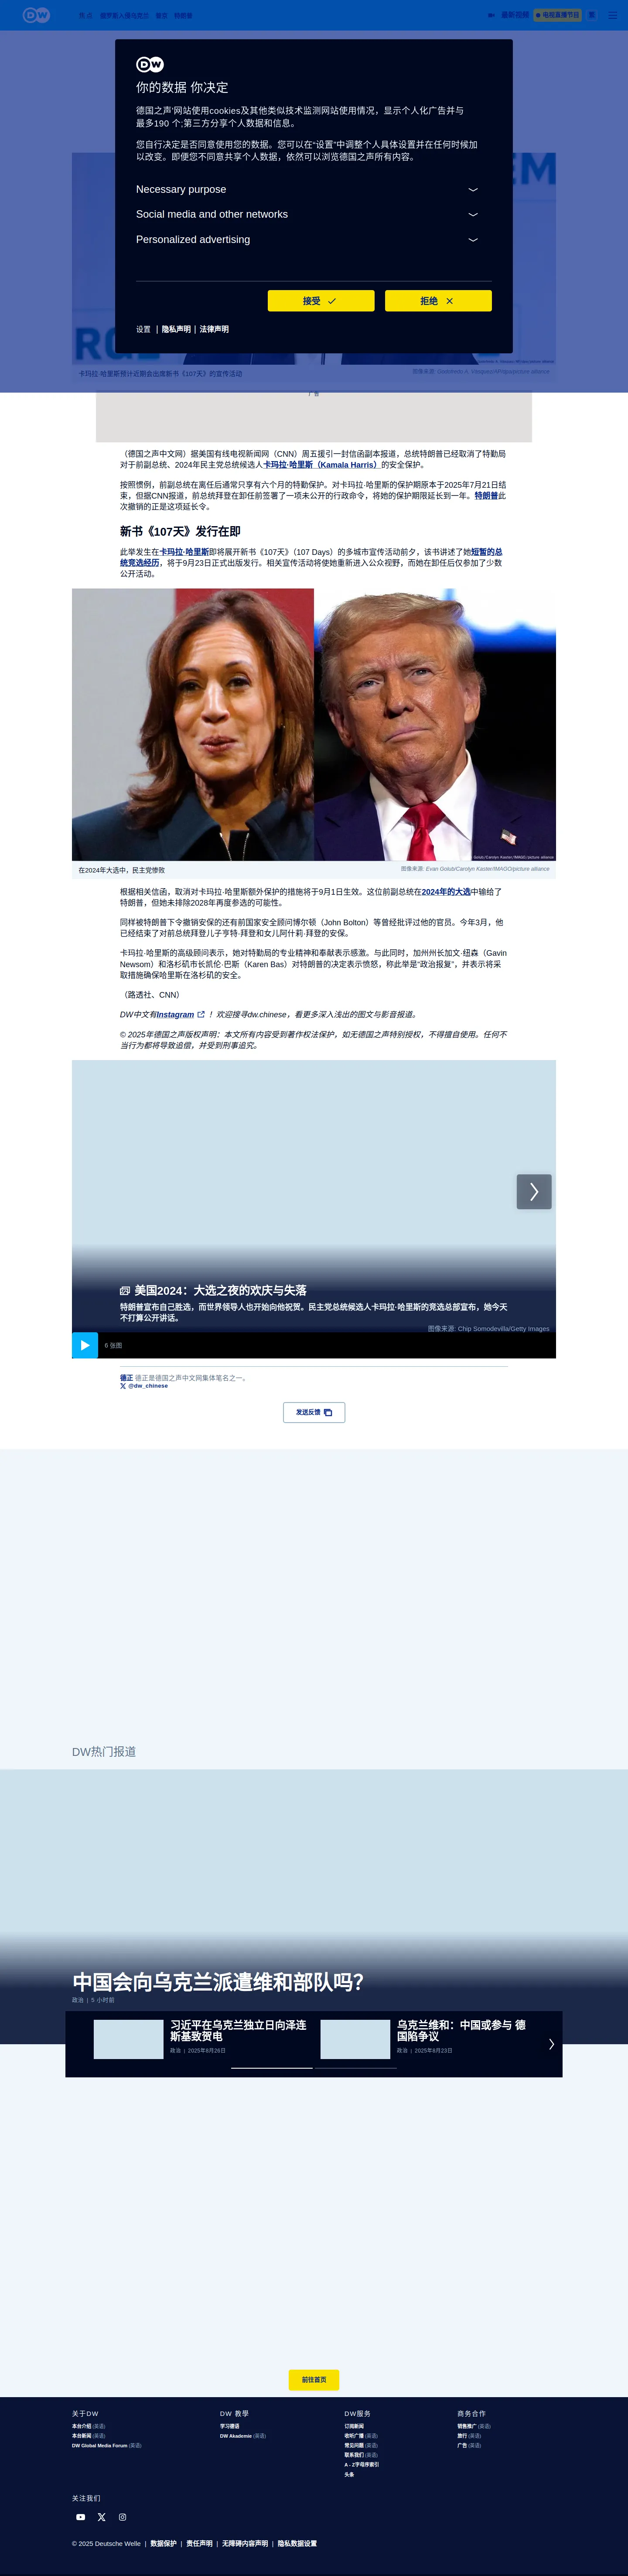 DW
热点
最新视频
电视直播节目
DW
你的数据 你决定
德国之声'网站使用cookies及其他类似技术监测网站使用情况，显示个人化广告并与
最多190 个;第三方分享个人数据和信息。
您自行决定是否同意使用您的数据。您可以在“设置”中调整个人具体设置并在任何时候加
以改变。即便您不同意共享个人数据，依然可以浏览德国之声所有内容。
Necessary purpose
Social media and other networks
Personalized advertising
接受
拒绝
设置 | 隐私声明 | 法律声明
卡玛拉·哈里斯预计近期会出席新书《107天》的宣传活动
广告
（德国之声中文网）据美国有线电视新闻网（CNN）周五援引一封信函副本报道，总统特朗普已经取消了特勤局
对于前副总统、2024年民主党总统候选人卡玛拉·哈里斯（Kamala Harris）的安全保护。
按照惯例，前副总统在离任后通常只享有六个月的特勤保护。对卡玛拉·哈里斯的保护期原本于2025年7月21日结
束，但据CNN报道，前总统拜登在卸任前签署了一项未公开的行政命令，将她的保护期限延长到一年。特朗普此
次撤销的正是这项延长令。
新书《107天》发行在即
此举发生在卡玛拉·哈里斯即将展开新书《107天》（107 Days）的多城市宣传活动前夕，该书讲述了她短暂的总
统竞选经历，将于9月23日正式出版发行。相关宣传活动将使她重新进入公众视野，而她在卸任后仅参加了少数
公开活动。
在2024年大选中，民主党惨败
图像来源: Evan Golub/Carolyn Kaster/IMAGO/picture alliance
根据相关信函，取消对卡玛拉·哈里斯额外保护的措施将于9月1日生效。这位前副总统在2024年的大选中输给了
特朗普，但她未排除2028年再度参选的可能性。
同样被特朗普下令撤销安保的还有前国家安全顾问博尔顿（John Bolton）等曾经批评过他的官员。今年3月，他
已经结束了对前总统拜登儿子亨特·拜登和女儿阿什莉·拜登的安保。
卡玛拉·哈里斯的高级顾问表示，她对特勤局的专业精神和奉献表示感激。与此同时，加州州长加文·纽森（Gavin
Newsom）和洛杉矶市长凯伦·巴斯（Karen Bas）对特朗普的决定表示愤怒，称此举是“政治报复”，并表示将采
取措施确保哈里斯在洛杉矶的安全。
（路透社、CNN）
DW中文有Instagram ！欢迎搜寻dw.chinese，看更多深入浅出的图文与影音报道。
© 2025年德国之声版权声明：本文所有内容受到著作权法保护，如无德国之声特别授权，不得擅自使用。任何不
当行为都将导致追偿，并受到刑事追究。
美国2024：大选之夜的欢庆与失落
特朗普宣布自己胜选，而世界领导人也开始向他祝贺。民主党总统候选人卡玛拉·哈里斯的竞选总部宣布，她今天
不打算公开讲话。
图像来源: Chip Somodevilla/Getty Images
6 张图
德正 德正是德国之声中文网集体笔名之一。
@dw_chinese
发送反馈
DW热门报道
中国会向乌克兰派遣维和部队吗？
政治 | 5 小时前
习近平在乌克兰独立日向泽连
斯基致贺电
政治 | 2025年8月26日
乌克兰维和：中国或参与 德
国陷争议
政治 | 2025年8月23日
前往首页
关于DW
本台介绍 (英语)
本台新闻 (英语)
DW Global Media Forum (英语)
DW 教學
学习德语
DW Akademie (英语)
DW服务
订阅新闻
收听广播 (英语)
常见问题 (英语)
联系我们 (英语)
A - Z字母序索引
头条
商务合作
销售推广 (英语)
旅行 (英语)
广告 (英语)
关注我们
© 2025 Deutsche Welle | 数据保护 | 责任声明 | 无障碍内容声明 | 隐私数据设置